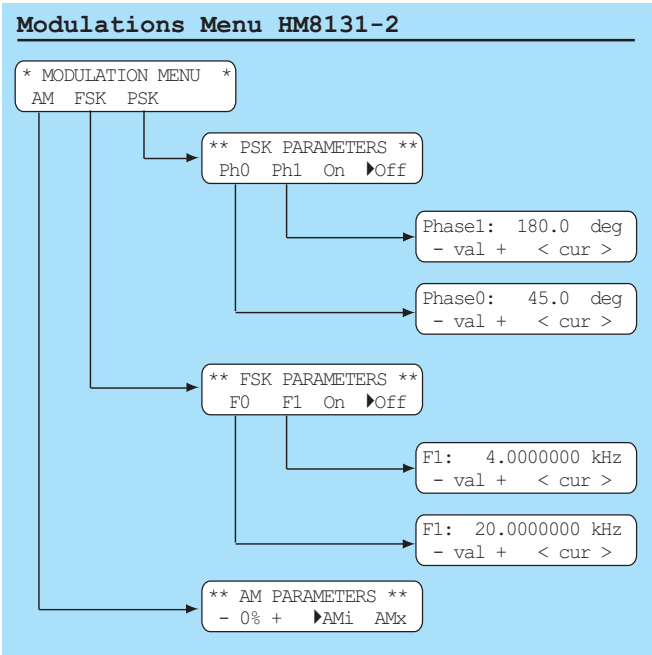 Modulations Menu HM8131-2
* MODULATION MENU *
AM FSK PSK
** PSK PARAMETERS **
Ph0 Ph1 On ▶Off
Phase1: 180.0 deg
- val + < cur >
Phase0: 45.0 deg
- val + < cur >
** FSK PARAMETERS **
F0 F1 On ▶Off
F1: 4.0000000 kHz
- val + < cur >
F1: 20.0000000 kHz
- val + < cur >
** AM PARAMETERS **
- 0% + ▶AMi AMx